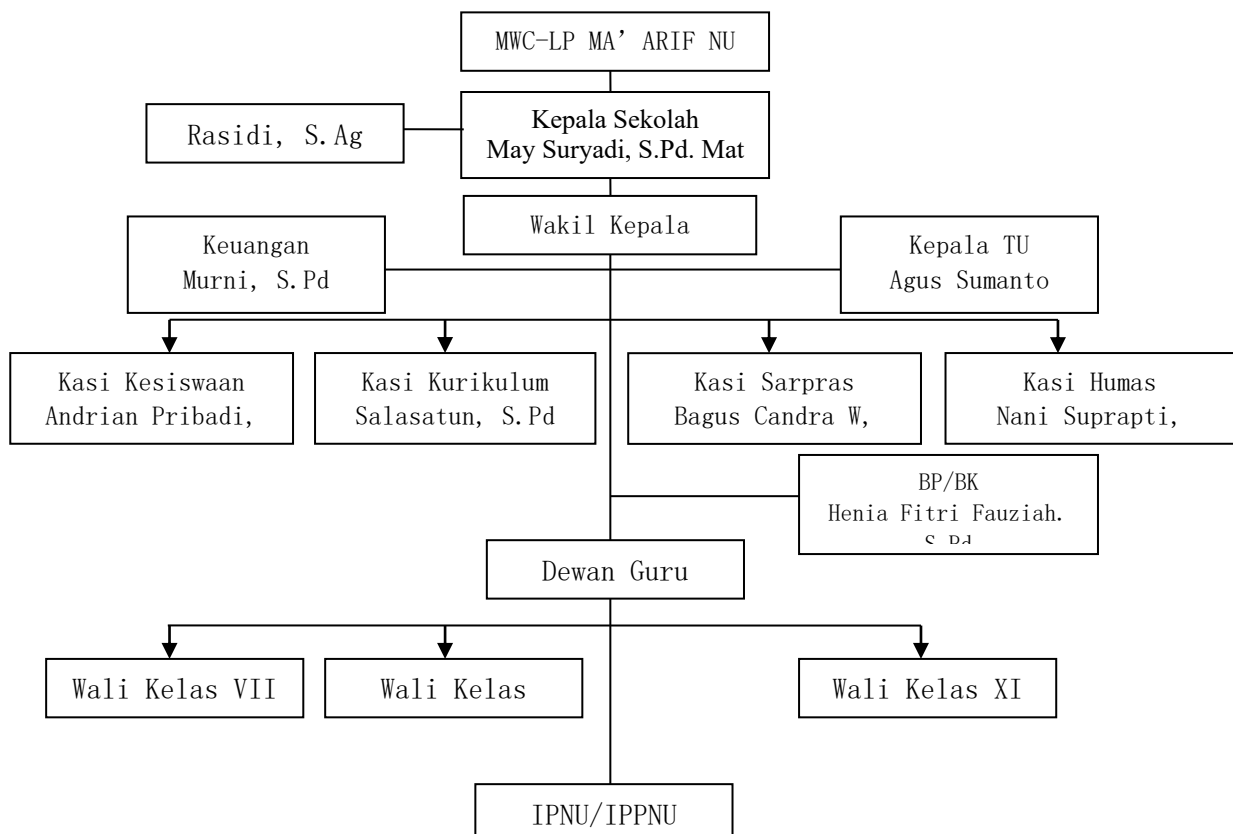 MWC-LP MA’ ARIF NU
Rasidi, S.Ag
Kepala Sekolah
May Suryadi, S.Pd. Mat
Wakil Kepala
Keuangan
Murni, S.Pd
Kepala TU
Agus Sumanto
Kasi Kesiswaan
Andrian Pribadi,
Kasi Kurikulum
Salasatun, S.Pd
Kasi Sarpras
Bagus Candra W,
Kasi Humas
Nani Suprapti,
BP/BK
Henia Fitri Fauziah.
S.Pd
Dewan Guru
Wali Kelas VII
Wali Kelas
Wali Kelas XI
IPNU/IPPNU